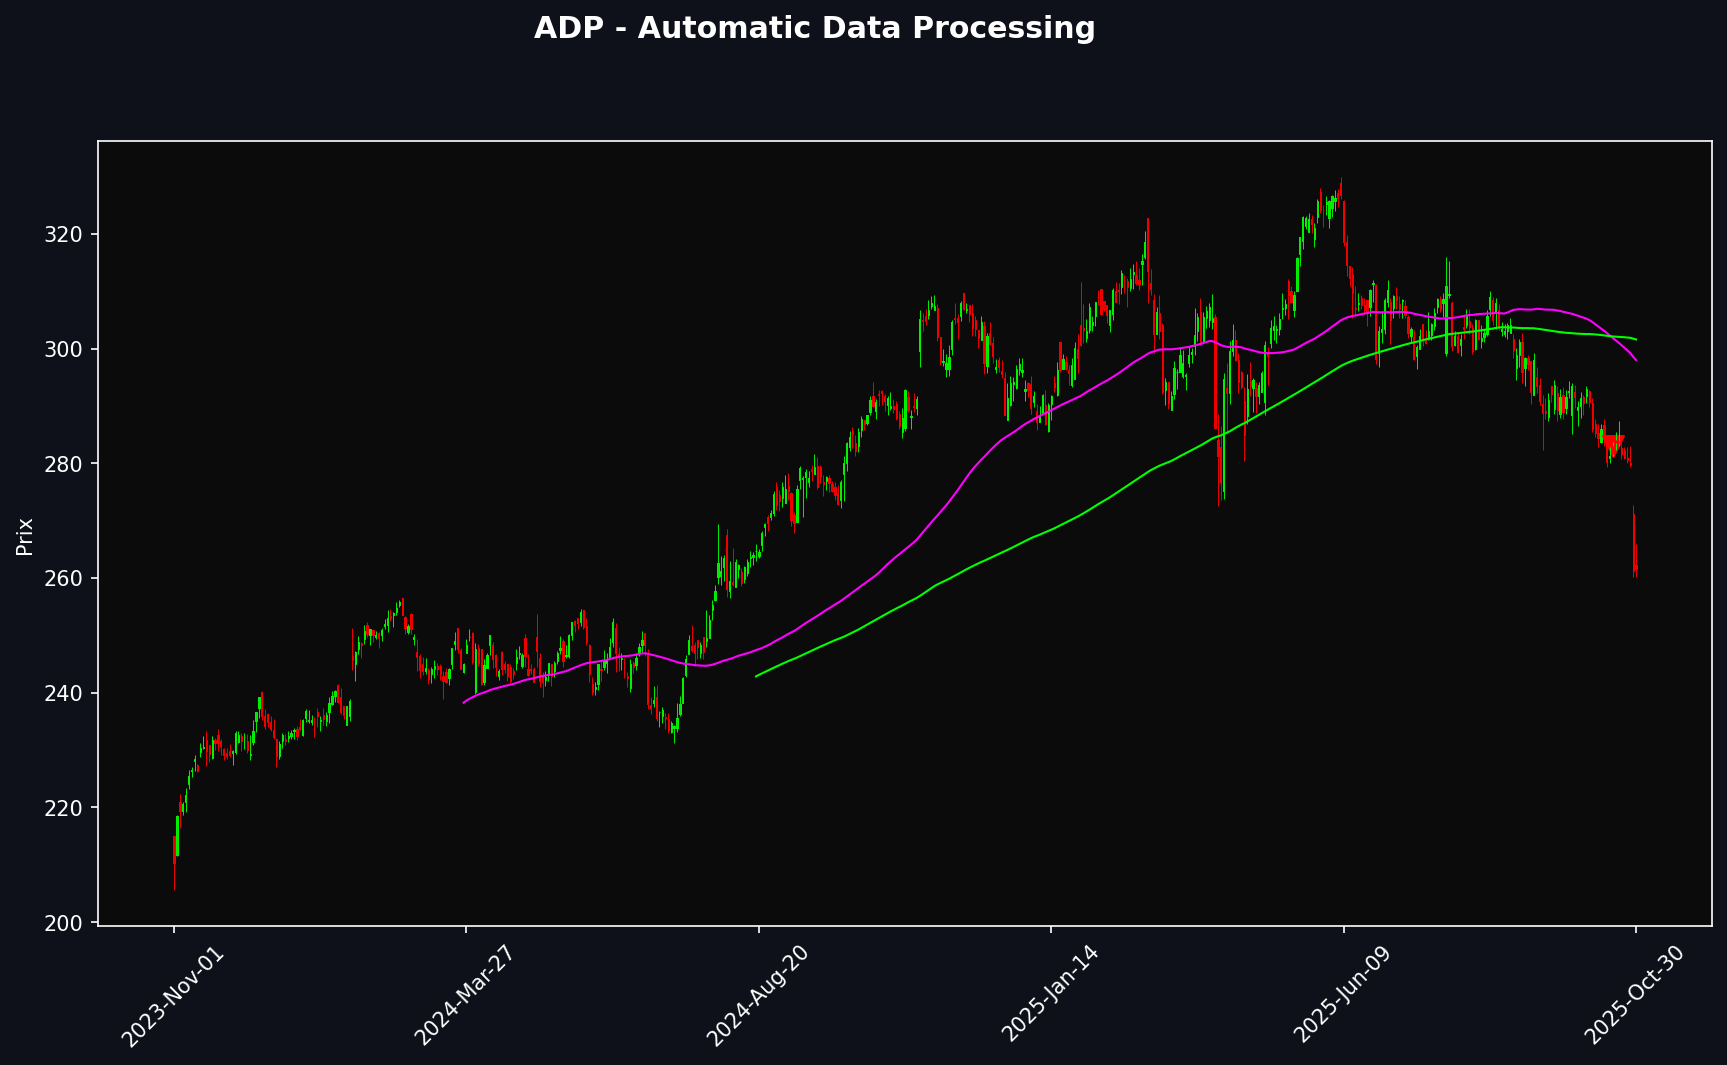 ADP - Automatic Data Processing
Prix
320
300
280
260
240
220
200
2023-Nov-01
2024-Mar-27
2024-Aug-20
2025-Jan-14
2025-Jun-09
2025-Oct-30